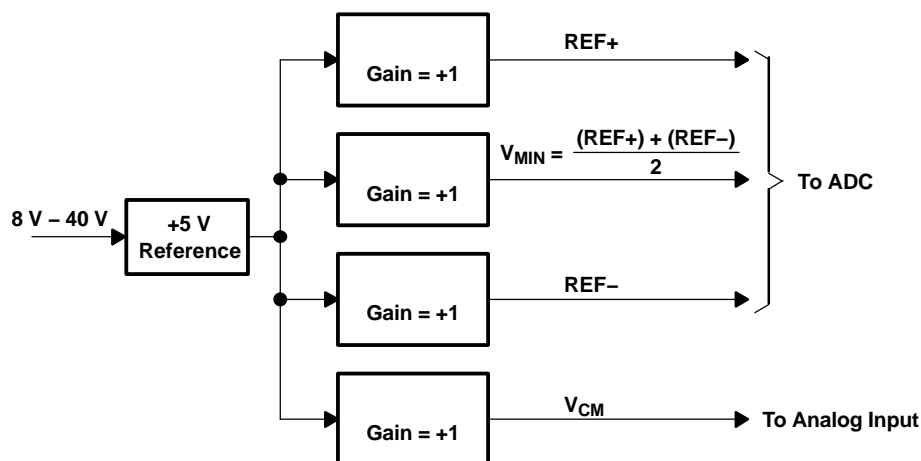 Gain = +1
REF+
Gain = +1
V_MIN = (REF+) + (REF−)
2
To ADC
8 V − 40 V
+5 V
Reference
Gain = +1
REF−
Gain = +1
V_CM
To Analog Input